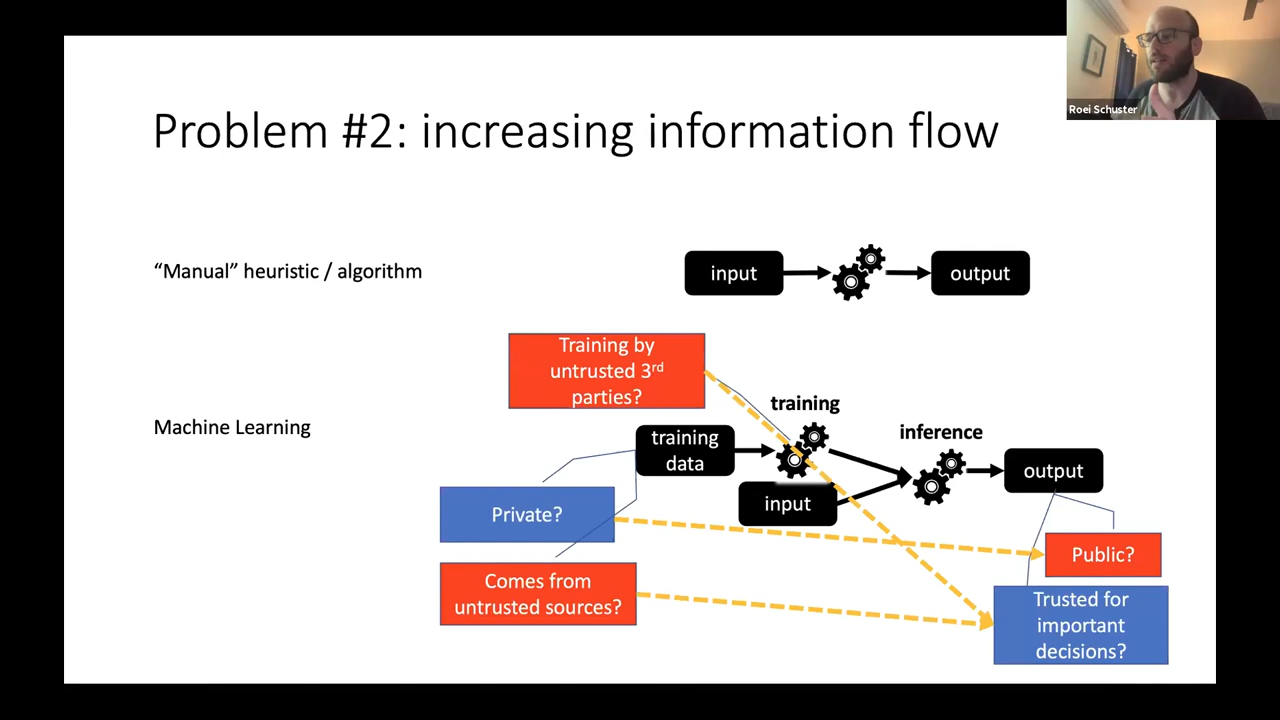 Roei Schuster
Problem #2: increasing information flow
“Manual” heuristic / algorithm
input
output
Training by
untrusted 3rd
parties?
training
Machine Learning
training
data
inference
output
input
Private?
Public?
Comes from
untrusted sources?
Trusted for
important
decisions?